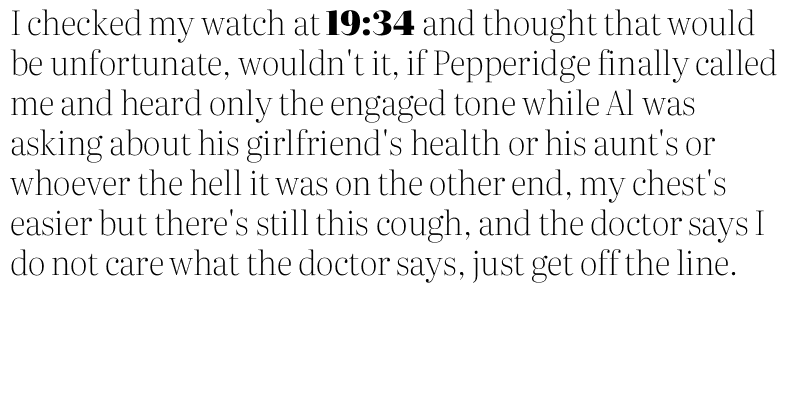 I checked my watch at 19:34 and thought that would
be unfortunate, wouldn't it, if Pepperidge finally called
me and heard only the engaged tone while Al was
asking about his girlfriend's health or his aunt's or
whoever the hell it was on the other end, my chest's
easier but there's still this cough, and the doctor says I
do not care what the doctor says, just get off the line.